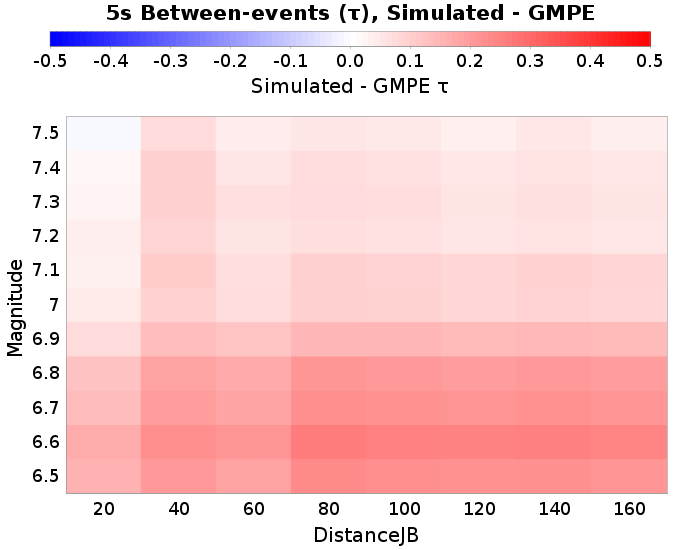 5s Between-events (τ), Simulated - GMPE
-0.5 -0.4 -0.3 -0.2 -0.1 0.0 0.1 0.2 0.3 0.4 0.5
Simulated - GMPE τ
Magnitude
7.5
7.4
7.3
7.2
7.1
7
6.9
6.8
6.7
6.6
6.5
20 40 60 80 100 120 140 160
DistanceJB